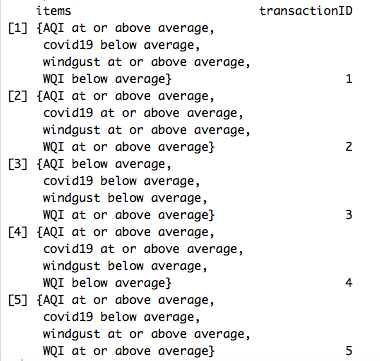 items transactionID
[1] {AQI at or above average,
covid19 below average,
windgust at or above average,
WQI below average} 1
[2] {AQI at or above average,
covid19 at or above average,
windgust at or above average,
WQI at or above average} 2
[3] {AQI below average,
covid19 below average,
windgust below average,
WQI at or above average} 3
[4] {AQI at or above average,
covid19 at or above average,
windgust below average,
WQI below average} 4
[5] {AQI at or above average,
covid19 below average,
windgust at or above average,
WQI at or above average} 5